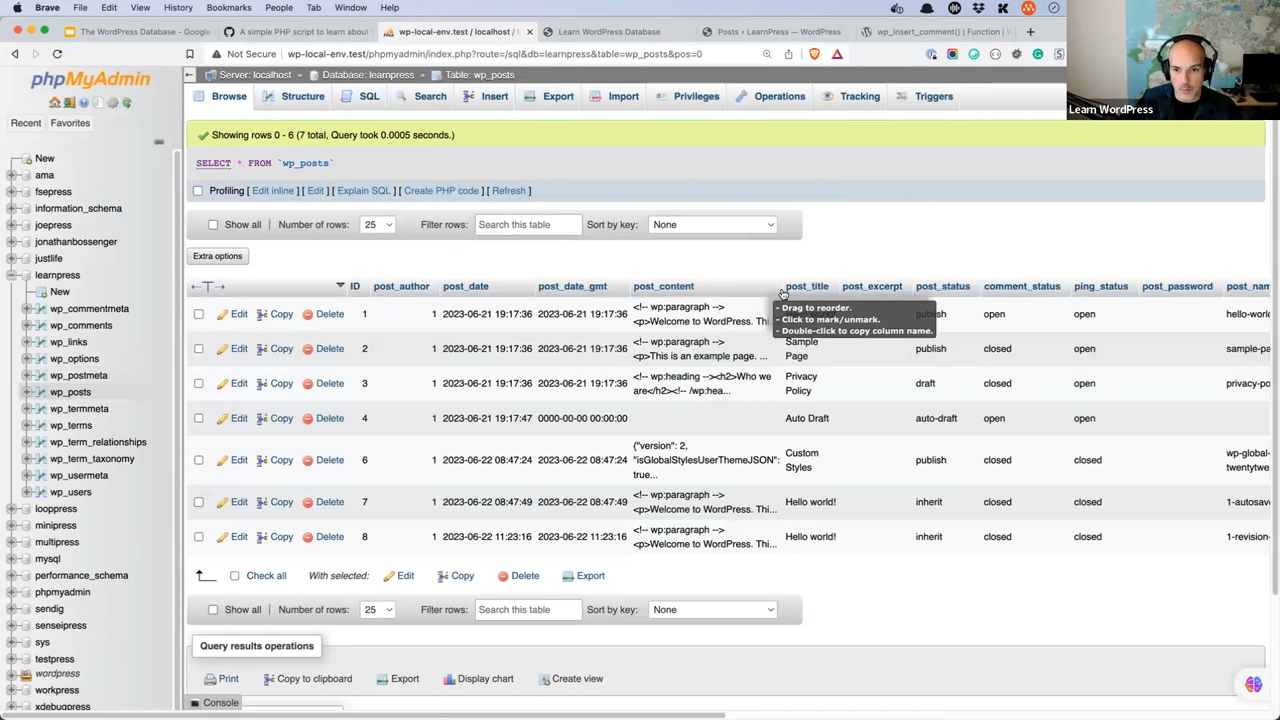 Brave File Edit View History Bookmarks People Tab Window Help
The WordPress Database - Google
A simple PHP script to learn about
wp-local-env.test / localhost /
Learn WordPress Database
Posts ‹ Learn WordPress — WordPress
wp_insert_comment() | Function | W
Not Secure wp-local-env.test/phpmyadmin/index.php?route=/sql&db=learnpress&table=wp_posts&pos=0
Learn WordPress
phpMyAdmin
Recent Favorites
New
ama
fsepress
information_schema
joepress
jonathanbossenger
justlife
learnpress
New
wp_commentmeta
wp_comments
wp_links
wp_options
wp_postmeta
wp_posts
wp_termmeta
wp_terms
wp_term_relationships
wp_term_taxonomy
wp_usermeta
wp_users
looppress
minipress
multipress
mysql
performance_schema
phpmyadmin
sendig
senseipress
sys
testpress
wordpress
workpress
xdebugpress
Server: localhost » Database: learnpress » Table: wp_posts
Browse Structure SQL Search Insert Export Import Privileges Operations Tracking Triggers
Showing rows 0 - 6 (7 total, Query took 0.0005 seconds.)
SELECT * FROM `wp_posts`
Profiling [ Edit inline ] [ Edit ] [ Explain SQL ] [ Create PHP code ] [ Refresh ]
Show all | Number of rows: 25 Filter rows: Search this table Sort by key: None
Extra options
←T→ ID post_author post_date post_date_gmt post_content post_title post_excerpt post_status comment_status ping_status post_password post_nam
- Drag to reorder.
- Click to mark/unmark.
- Double-click to copy column name.
Edit Copy Delete 1 1 2023-06-21 19:17:36 2023-06-21 19:17:36 <!-- wp:paragraph --> <p>Welcome to WordPress. Thi... publish open open hello-worl
Edit Copy Delete 2 1 2023-06-21 19:17:36 2023-06-21 19:17:36 <!-- wp:paragraph --> <p>This is an example page. ... Sample Page publish closed open sample-pa
Edit Copy Delete 3 1 2023-06-21 19:17:36 2023-06-21 19:17:36 <!-- wp:heading --><h2>Who we are</h2><!-- /wp:hea... Privacy Policy draft closed open privacy-po
Edit Copy Delete 4 1 2023-06-21 19:17:47 0000-00-00 00:00:00 Auto Draft auto-draft open open
Edit Copy Delete 6 1 2023-06-22 08:47:24 2023-06-22 08:47:24 {"version": 2, "isGlobalStylesUserThemeJSON": true... Custom Styles publish closed closed wp-global- twentytwe
Edit Copy Delete 7 1 2023-06-22 08:47:49 2023-06-22 08:47:49 <!-- wp:paragraph --> <p>Welcome to WordPress. Thi... Hello world! inherit closed closed 1-autosav
Edit Copy Delete 8 1 2023-06-22 11:23:16 2023-06-22 11:23:16 <!-- wp:paragraph --> <p>Welcome to WordPress. Thi... Hello world! inherit closed closed 1-revision-
Check all With selected: Edit Copy Delete Export
Show all | Number of rows: 25 Filter rows: Search this table Sort by key: None
Query results operations
Print Copy to clipboard Export Display chart Create view
Console